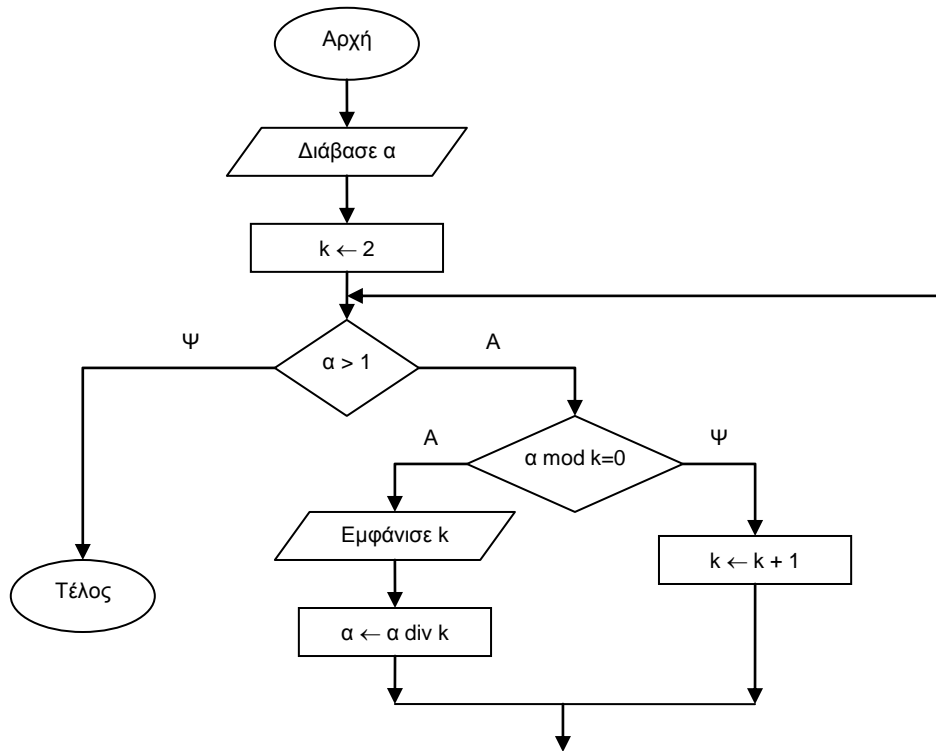 Αρχή
Διάβασε α
k ← 2
Ψ
Α
α > 1
Α
Ψ
α mod k=0
Εμφάνισε k
k ← k + 1
Τέλος
α ← α div k